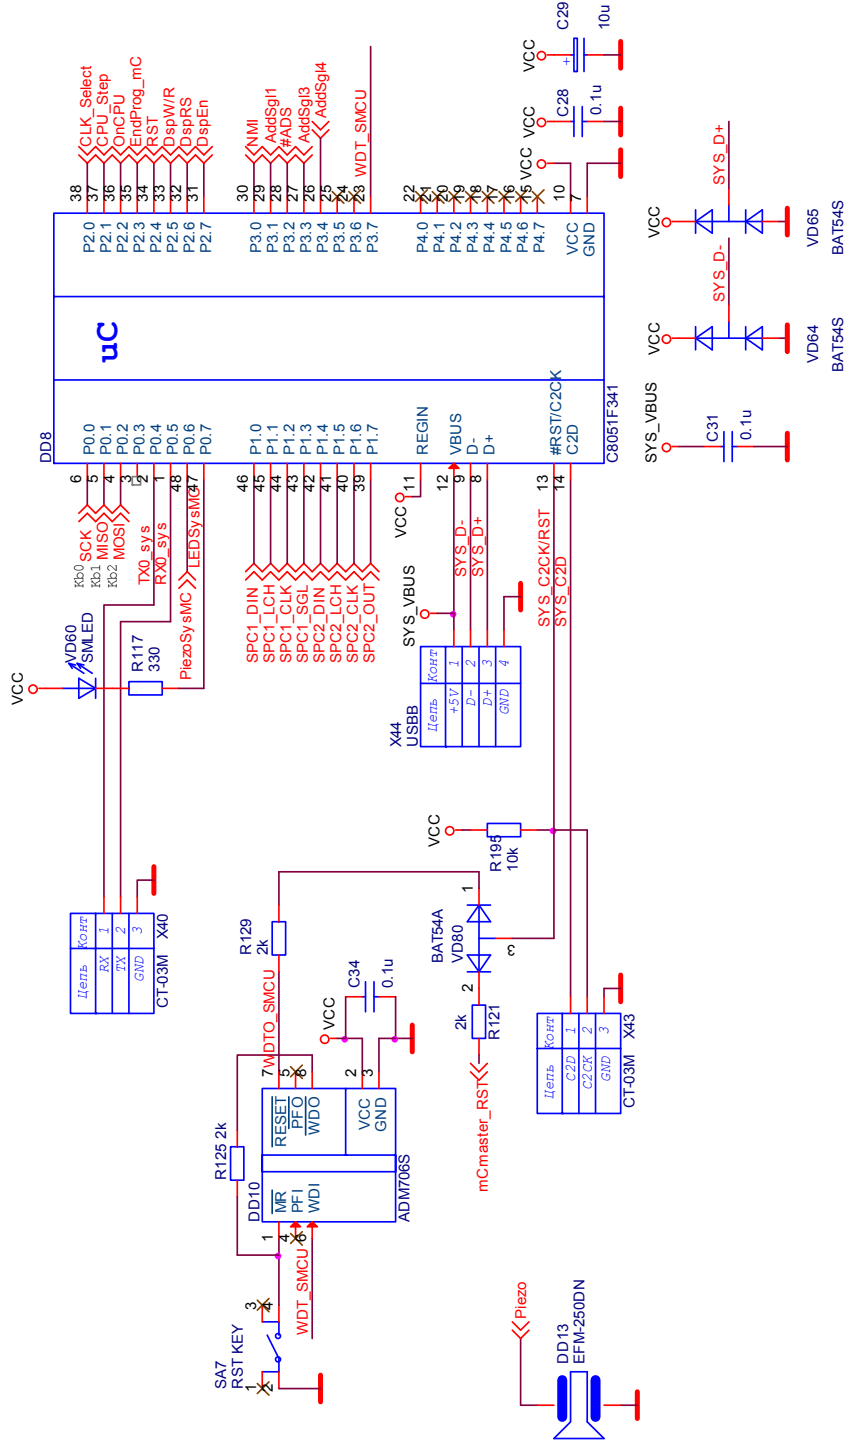 C29
10u
VCC
+
C28
0.1u
VCC
VCC
CLK_Select
CPU_Step
OnCPU
EndProg_mC
RST
DspW/R
DspRS
DspEn
NMI
AddSgl1
#ADS
AddSgl3
AddSgl4
WDT_SMCU
38
37
36
35
34
33
32
31
30
29
28
27
26
25
24
23
22
21
20
19
18
17
16
15
10
7
P2.0
P2.1
P2.2
P2.3
P2.4
P2.5
P2.6
P2.7
P3.0
P3.1
P3.2
P3.3
P3.4
P3.5
P3.6
P3.7
P4.0
P4.1
P4.2
P4.3
P4.4
P4.5
P4.6
P4.7
VCC
GND
uC
DD8
C8051F341
P0.0
P0.1
P0.2
P0.3
P0.4
P0.5
P0.6
P0.7
P1.0
P1.1
P1.2
P1.3
P1.4
P1.5
P1.6
P1.7
REGIN
VBUS
D-
D+
#RST/C2CK
C2D
6
5
4
3
2
1
48
47
46
45
44
43
42
41
40
39
11
12
9
8
13
14
Kb0 SCK
Kb1 MISO
Kb2 MOSI
TX0_sys
RX0_sys
PiezoSysMC
LEDSysMC
SPC1_DIN
SPC1_LCH
SPC1_CLK
SPC1_SGL
SPC2_DIN
SPC2_LCH
SPC2_CLK
SPC2_OUT
VCC
SYS_VBUS
SYS_D-
SYS_D+
SYS_C2CK/RST
SYS_C2D
SYS_D+
VCC
VD65
BAT54S
SYS_D-
VCC
VD64
BAT54S
SYS_VBUS
C31
0.1u
VCC
VD60
SMLED
R117
330
X44
USBB
Цепь Конт
+5V 1
D- 2
D+ 3
GND 4
VCC
R195
10k
X40
CT-03M
Цепь Конт
RX 1
TX 2
GND 3
R129
2k
WDTO_SMCU
C34
0.1u
VCC
BAT54A
VD80
1
2
3
2k
R121
mCmaster_RST
X43
CT-03M
Цепь Конт
C2D 1
C2CK 2
GND 3
R125 2k
DD10
ADM706S
RESET
PFO
WDO
VCC
GND
MR
PFI
WDI
7
5
8
2
3
1
4
6
WDT_SMCU
SA7
RST KEY
3
4
1
2
Piezo
DD13
EFM-250DN